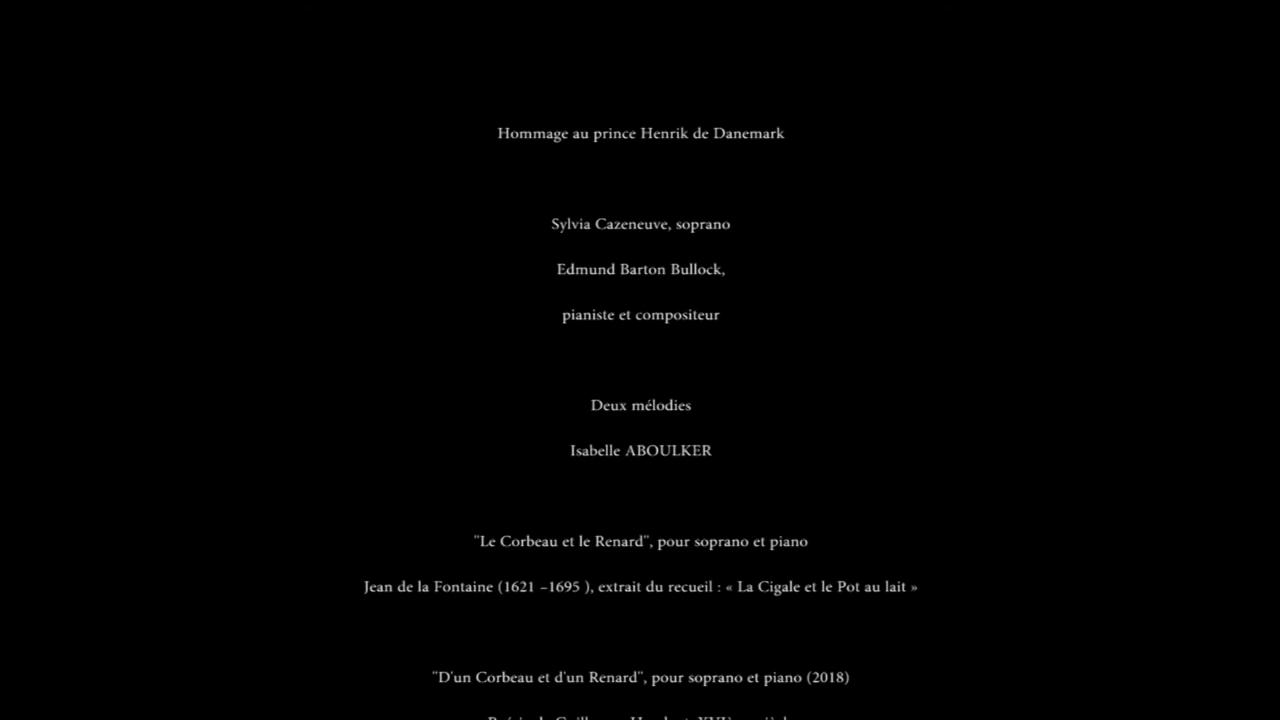 Hommage au prince Henrik de Danemark
Sylvia Cazeneuve, soprano
Edmund Barton Bullock,
pianiste et compositeur
Deux mélodies
Isabelle ABOULKER
"Le Corbeau et le Renard", pour soprano et piano
Jean de la Fontaine (1621 –1695 ), extrait du recueil : « La Cigale et le Pot au lait »
"D'un Corbeau et d'un Renard", pour soprano et piano (2018)